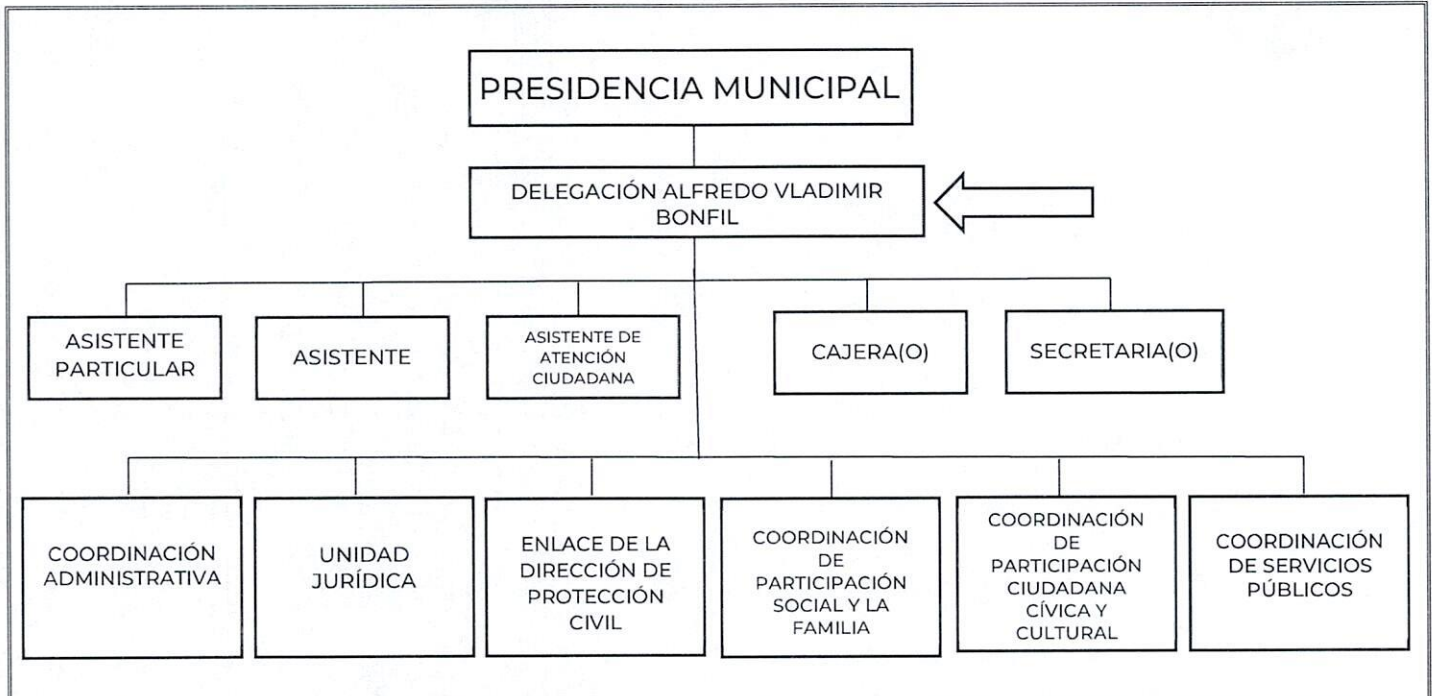 PRESIDENCIA MUNICIPAL
DELEGACIÓN ALFREDO VLADIMIR
BONFIL
ASISTENTE
PARTICULAR
ASISTENTE
ASISTENTE DE
ATENCIÓN
CIUDADANA
CAJERA(O)
SECRETARIA(O)
COORDINACIÓN
ADMINISTRATIVA
UNIDAD
JURÍDICA
ENLACE DE LA
DIRECCIÓN DE
PROTECCIÓN
CIVIL
COORDINACIÓN
DE
PARTICIPACIÓN
SOCIAL Y LA
FAMILIA
COORDINACIÓN
DE
PARTICIPACIÓN
CIUDADANA
CÍVICA Y
CULTURAL
COORDINACIÓN
DE SERVICIOS
PÚBLICOS